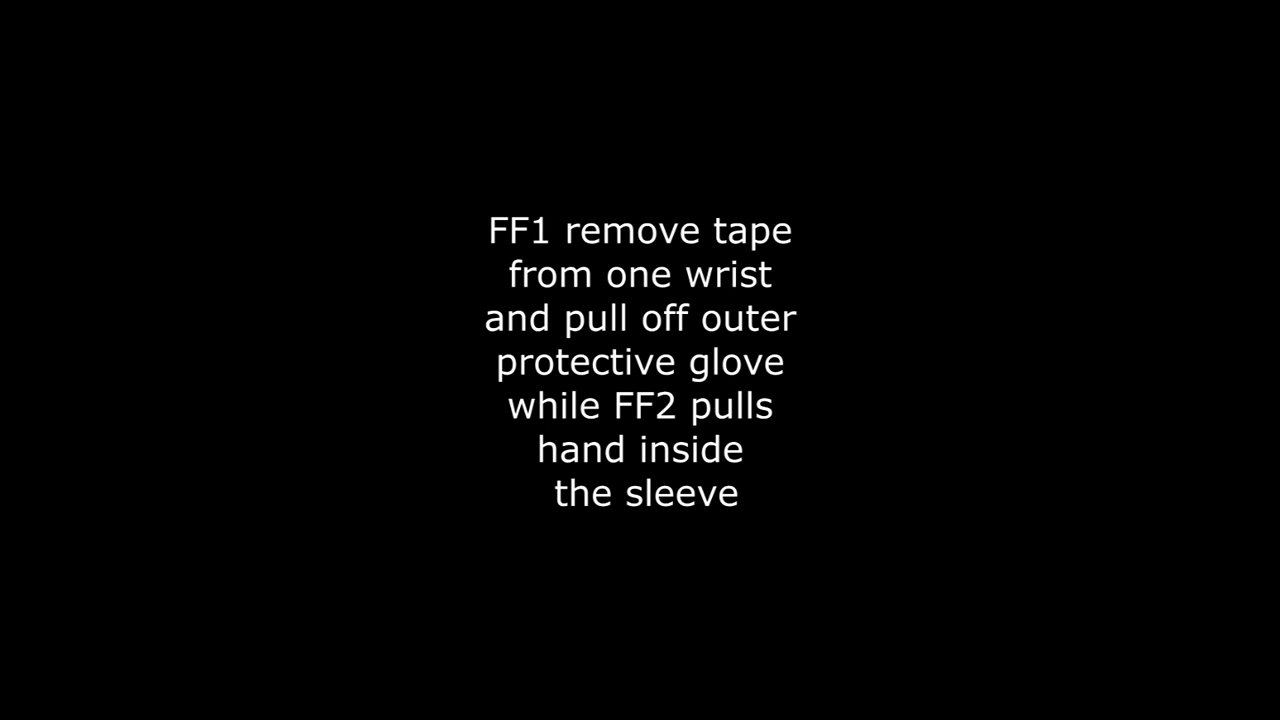 FF1 remove tape
from one wrist
and pull off outer
protective glove
while FF2 pulls
hand inside
the sleeve